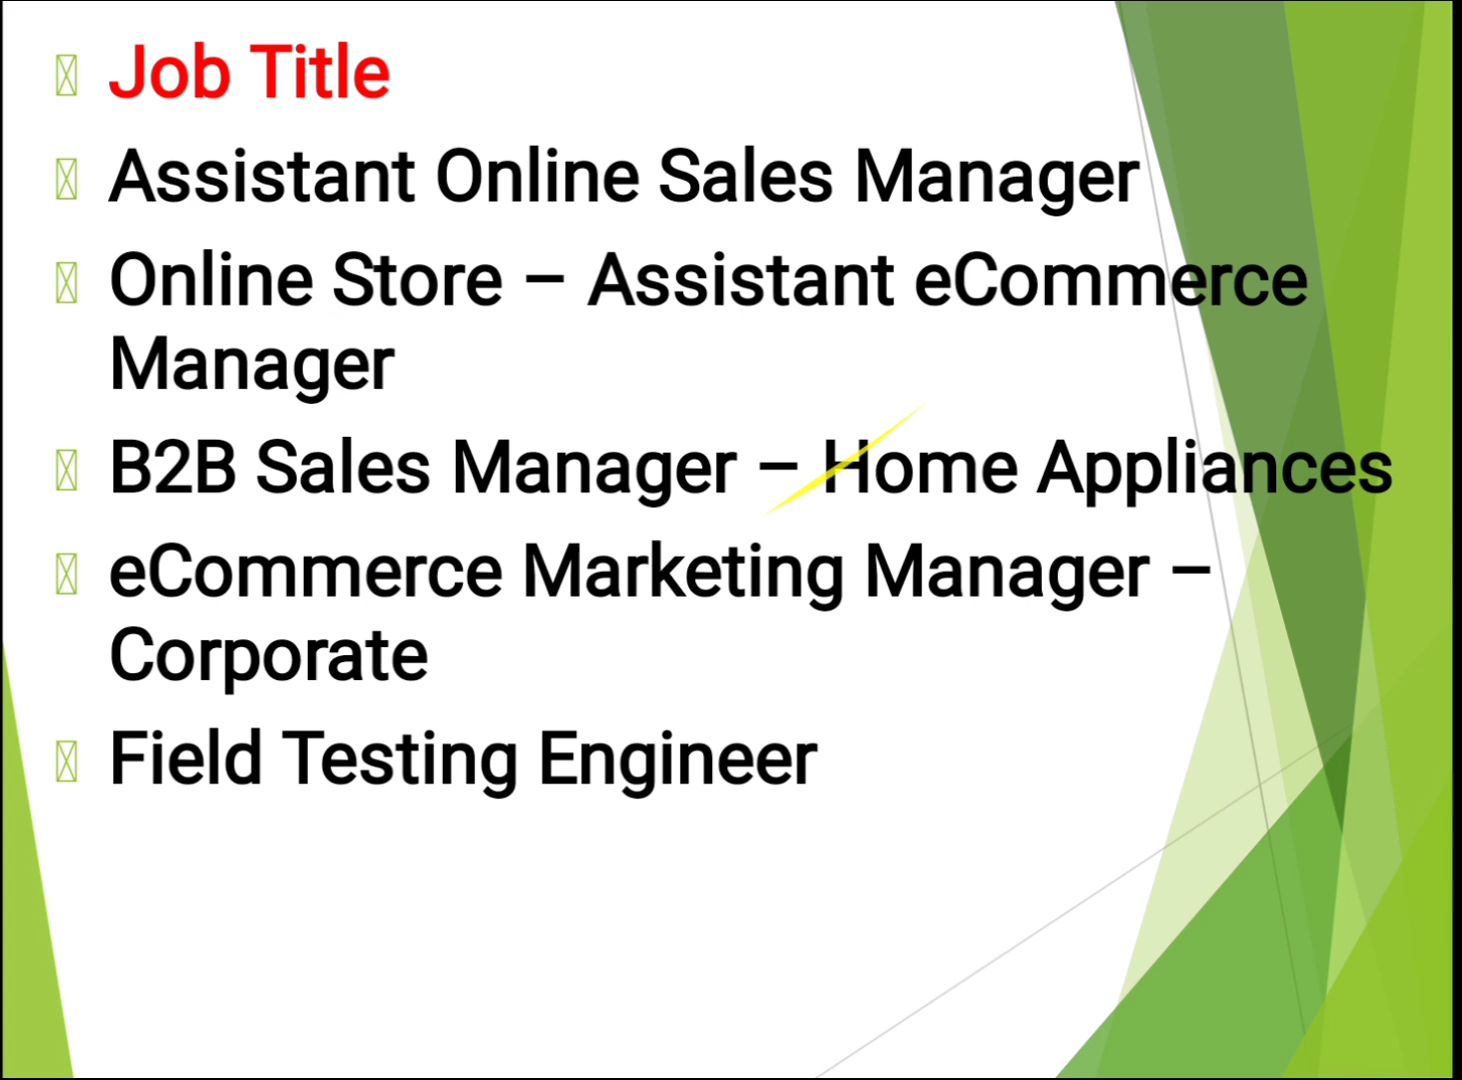 Job Title
Assistant Online Sales Manager
Online Store – Assistant eCommerce
Manager
B2B Sales Manager – Home Appliances
eCommerce Marketing Manager –
Corporate
Field Testing Engineer